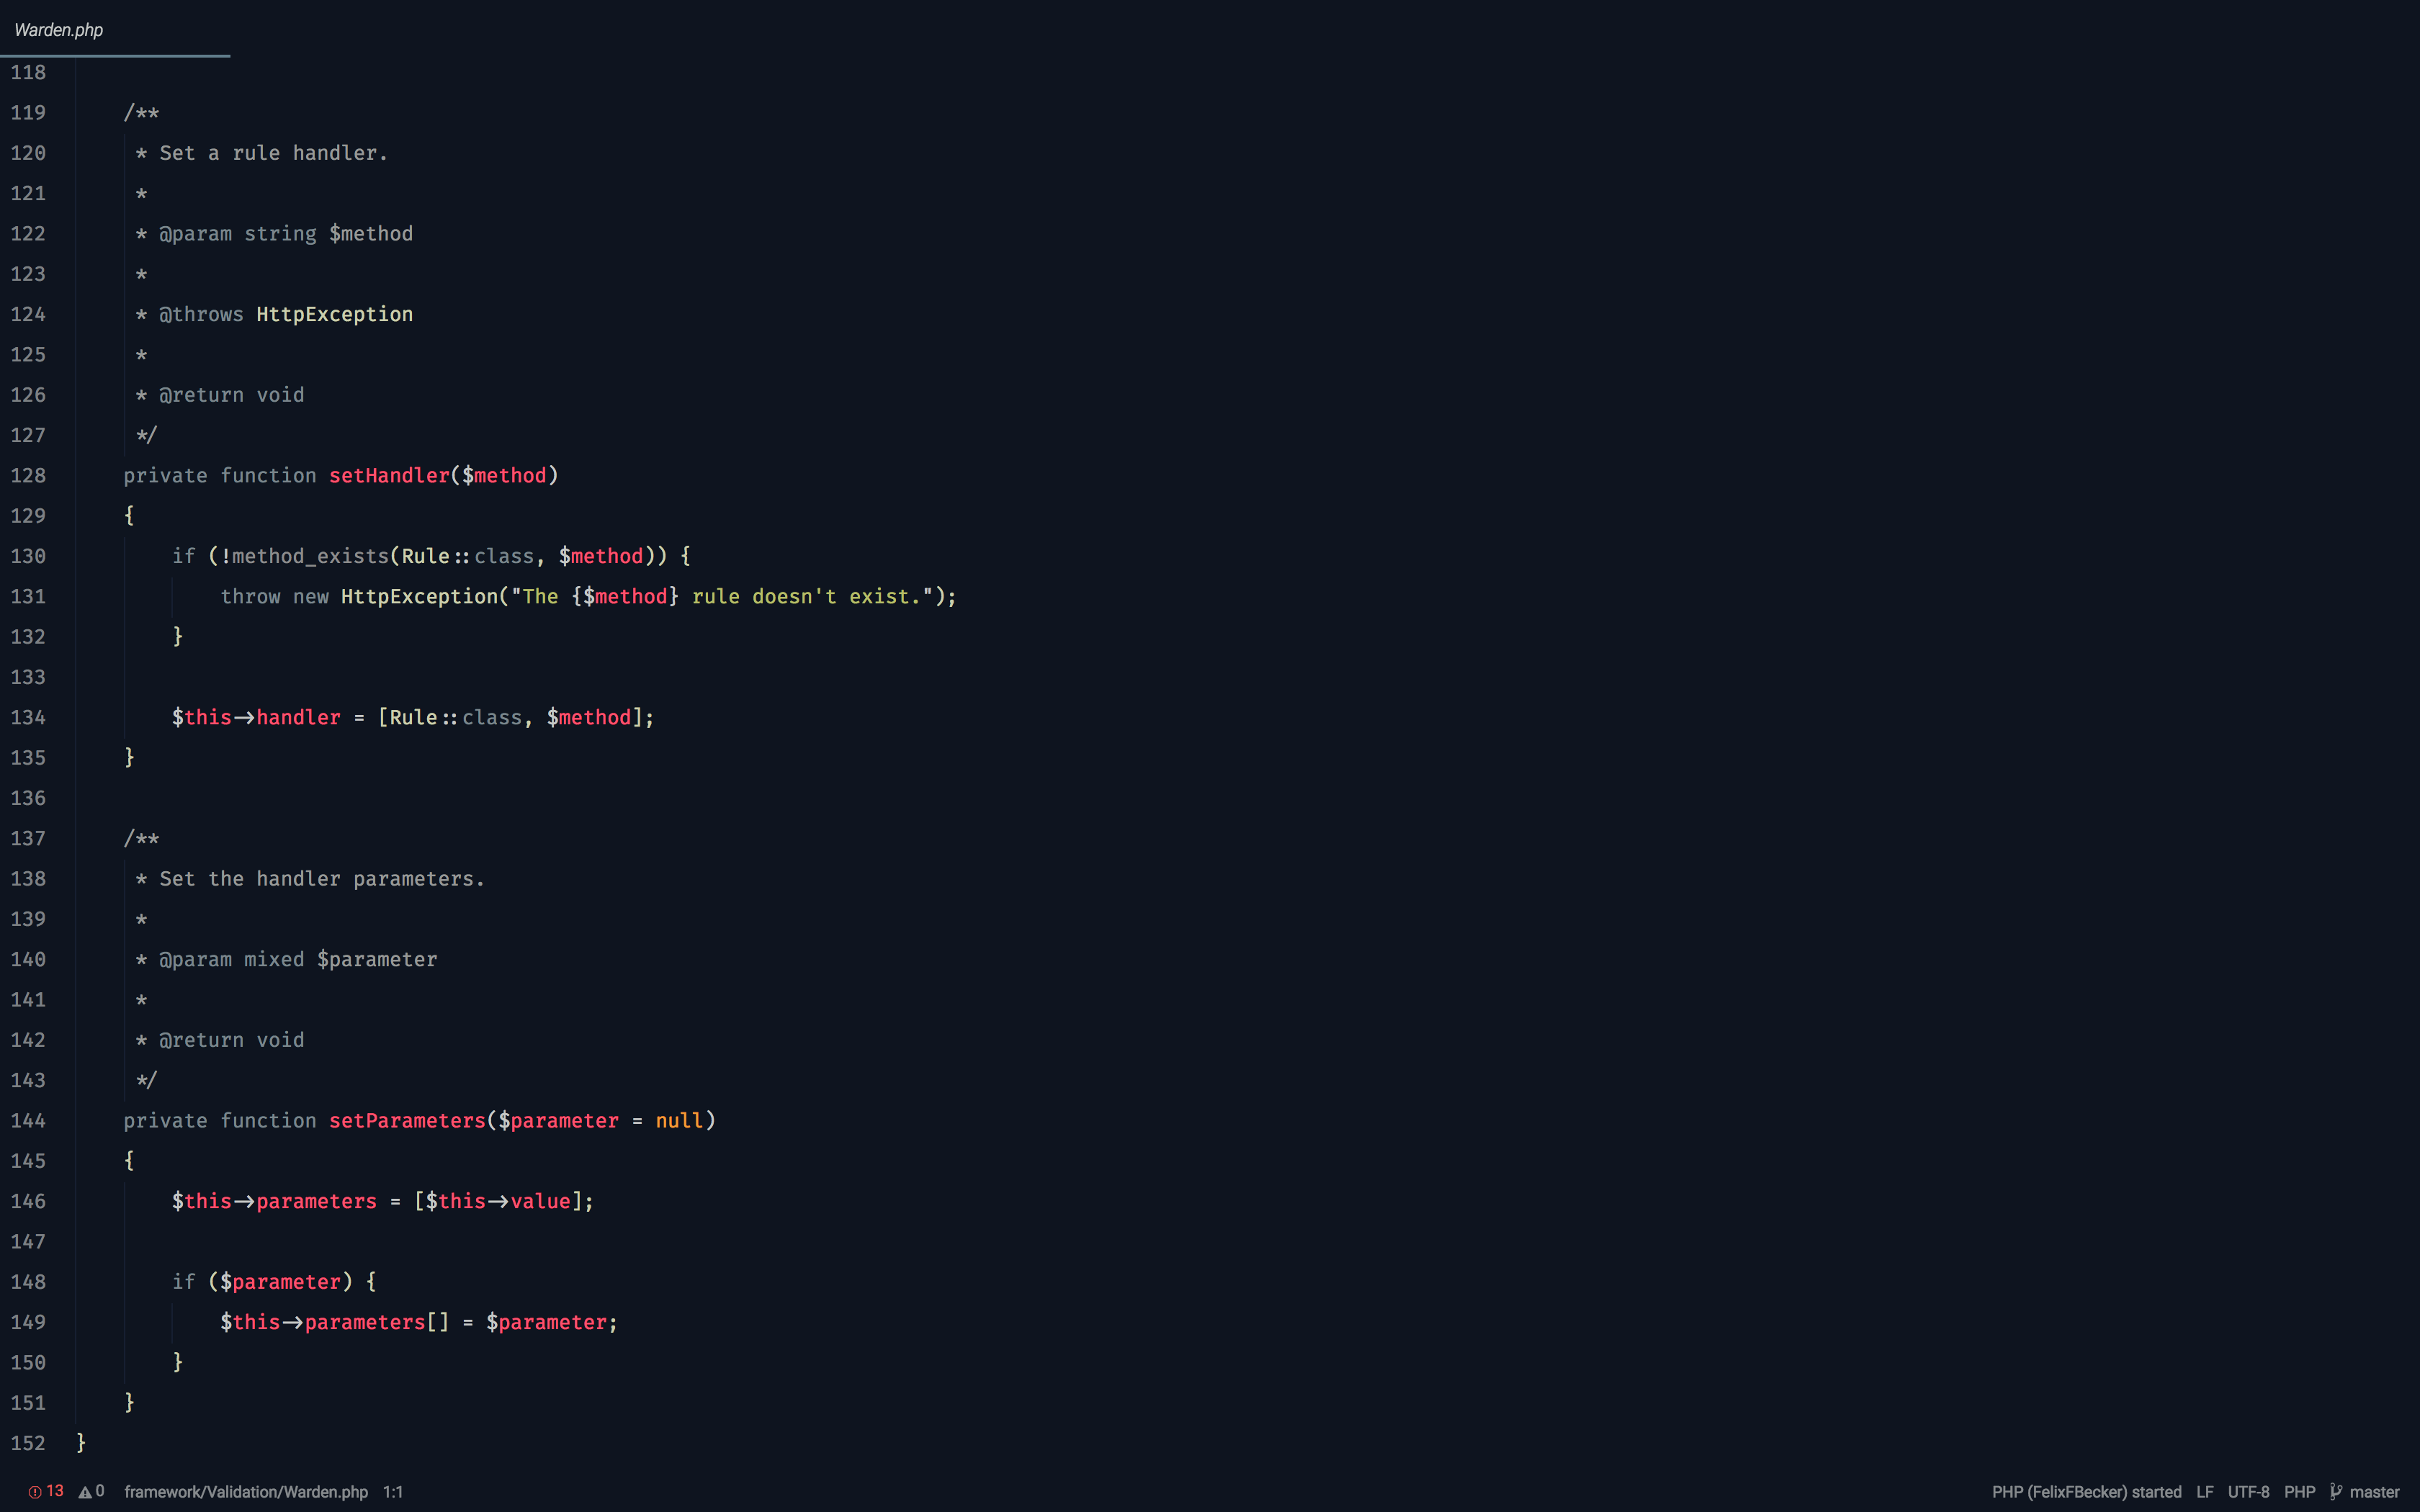 Warden.php
118
119 /**
120 * Set a rule handler.
121 *
122 * @param string $method
123 *
124 * @throws HttpException
125 *
126 * @return void
127 */
128 private function setHandler($method)
129 {
130 if (!method_exists(Rule::class, $method)) {
131 throw new HttpException("The {$method} rule doesn't exist.");
132 }
133
134 $this->handler = [Rule::class, $method];
135 }
136
137 /**
138 * Set the handler parameters.
139 *
140 * @param mixed $parameter
141 *
142 * @return void
143 */
144 private function setParameters($parameter = null)
145 {
146 $this->parameters = [$this->value];
147
148 if ($parameter) {
149 $this->parameters[] = $parameter;
150 }
151 }
152 }
13 0 framework/Validation/Warden.php 1:1 PHP (FelixFBecker) started LF UTF-8 PHP master